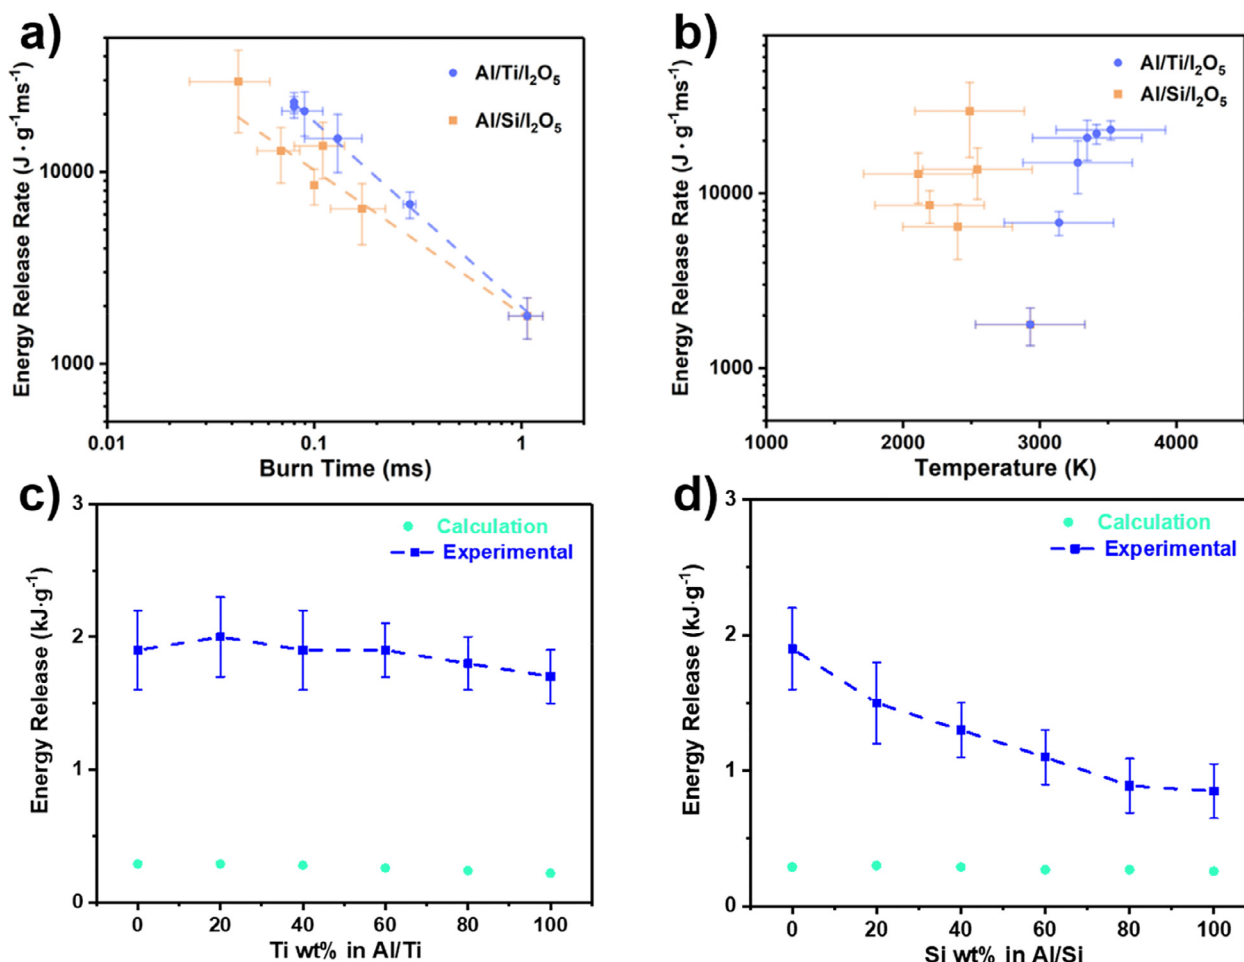 a)
Energy Release Rate (J · g⁻¹ms⁻¹)
10000
1000
Al/Ti/I₂O₅
Al/Si/I₂O₅
0.01
0.1
1
Burn Time (ms)
b)
Energy Release Rate (J · g⁻¹ms⁻¹)
10000
1000
Al/Ti/I₂O₅
Al/Si/I₂O₅
1000
2000
3000
4000
Temperature (K)
c)
Energy Release (kJ·g⁻¹)
3
2
1
0
Calculation
Experimental
0
20
40
60
80
100
Ti wt% in Al/Ti
d)
Energy Release (kJ·g⁻¹)
3
2
1
0
Calculation
Experimental
0
20
40
60
80
100
Si wt% in Al/Si